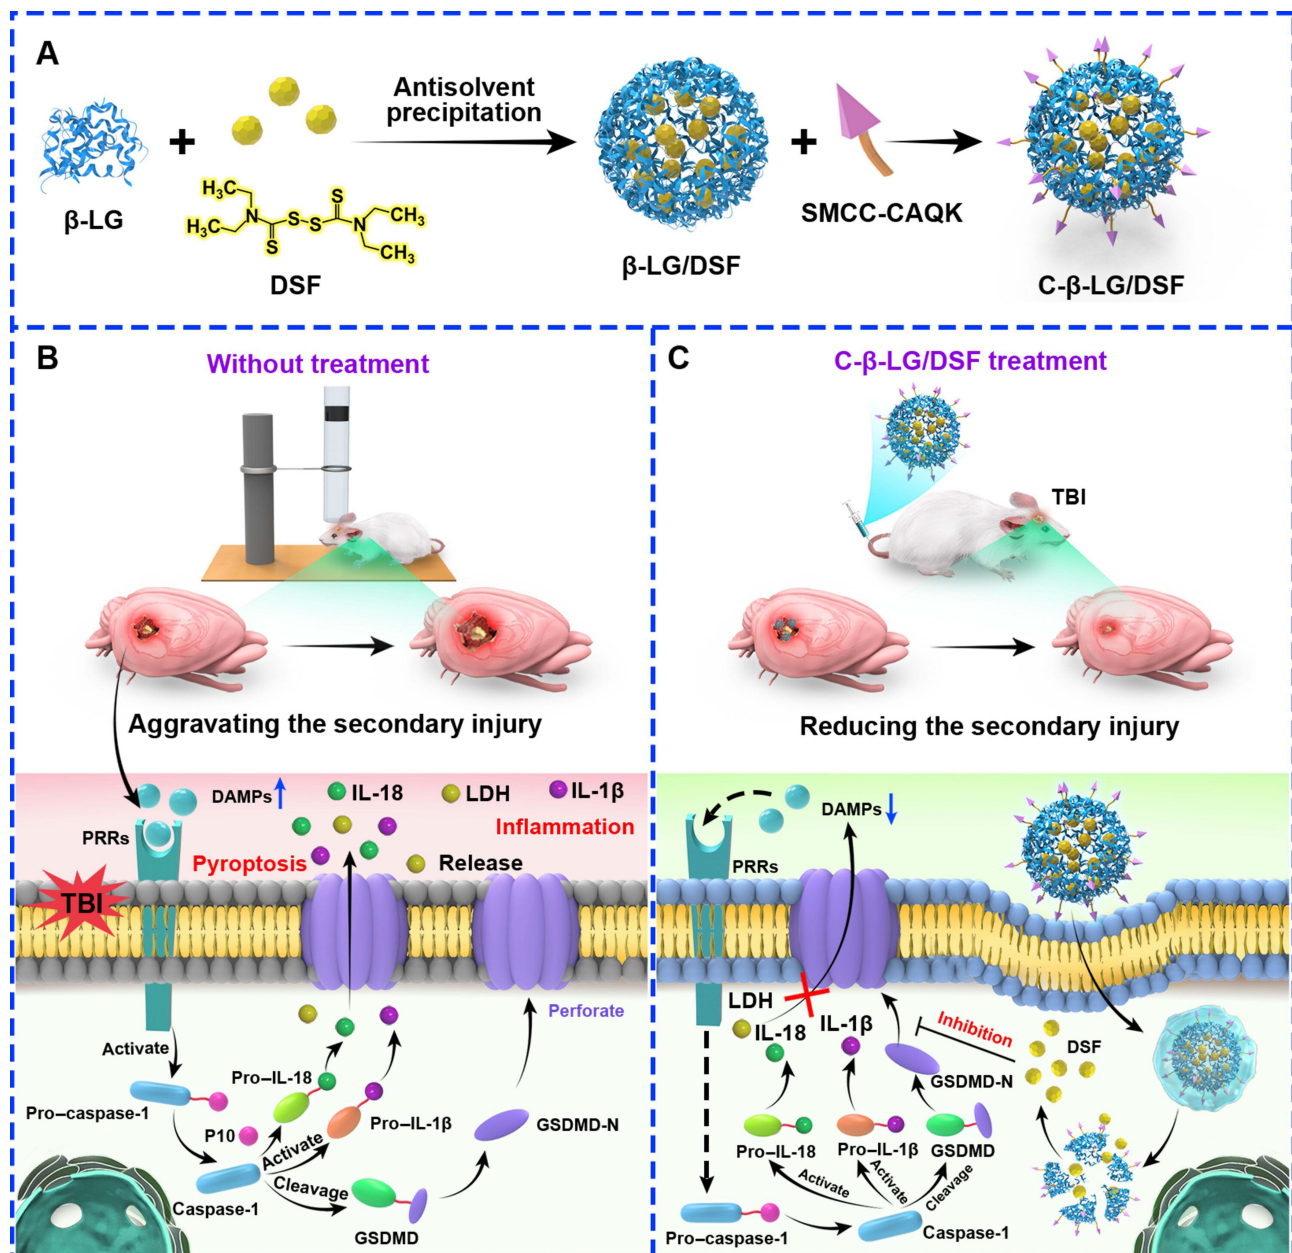 A
Antisolvent
precipitation
+
+
β-LG
H₃C
H₃C
N
S
S
S
S
N
CH₃
CH₃
DSF
β-LG/DSF
SMCC-CAQK
C-β-LG/DSF
B
Without treatment
Aggravating the secondary injury
DAMPs
IL-18
LDH
IL-1β
PRRs
Inflammation
Pyroptosis
Release
TBI
Perforate
Activate
Pro–IL-18
Pro–caspase-1
P10
Pro–IL-1β
GSDMD-N
Activate
Cleavage
Caspase-1
GSDMD
C
C-β-LG/DSF treatment
TBI
Reducing the secondary injury
DAMPs
PRRs
LDH
IL-18
IL-1β
Inhibition
DSF
GSDMD-N
Pro–IL-18
Pro–IL-1β
GSDMD
Activate
Activate
Cleavage
Pro–caspase-1
Caspase-1